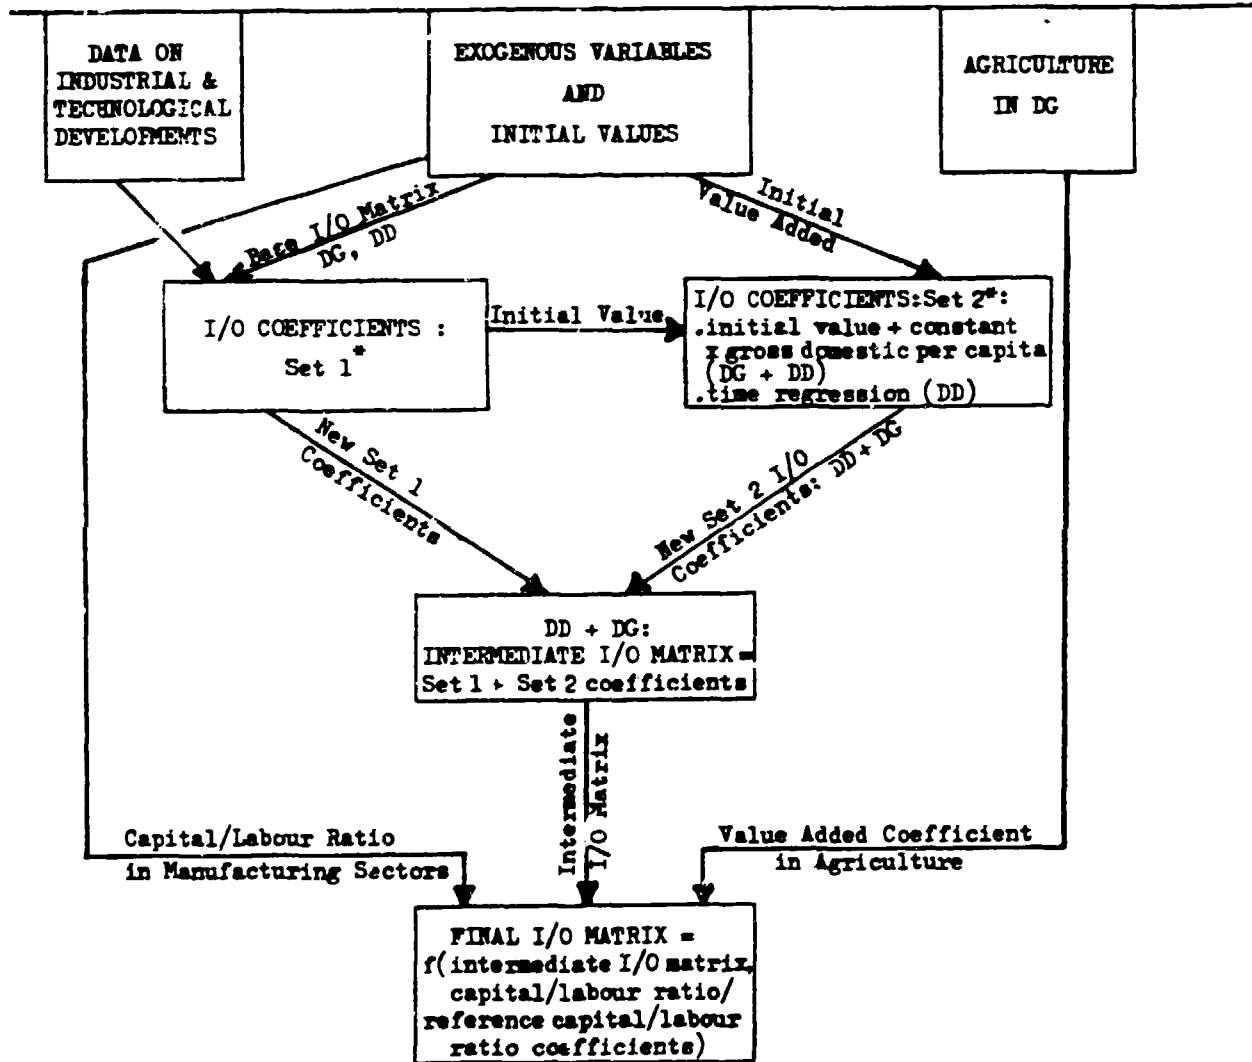 DATA ON
INDUSTRIAL &
TECHNOLOGICAL
DEVELOPMENTS
EXOGENOUS VARIABLES
AND
INITIAL VALUES
AGRICULTURE
IN DG
Base I/O Matrix
DG, DD
Initial
Value Added
I/O COEFFICIENTS :
Set 1*
Initial Value
I/O COEFFICIENTS:Set 2*:
.initial value + constant
x gross domestic per capita
(DG + DD)
.time regression (DD)
New Set 1
Coefficients
New Set 2 I/O
Coefficients: DD + DG
DD + DG:
INTERMEDIATE I/O MATRIX =
Set 1 + Set 2 coefficients
Intermediate
I/O Matrix
Capital/Labour Ratio
in Manufacturing Sectors
Value Added Coefficient
in Agriculture
FINAL I/O MATRIX =
f(intermediate I/O matrix,
capital/labour ratio/
reference capital/labour
ratio coefficients)